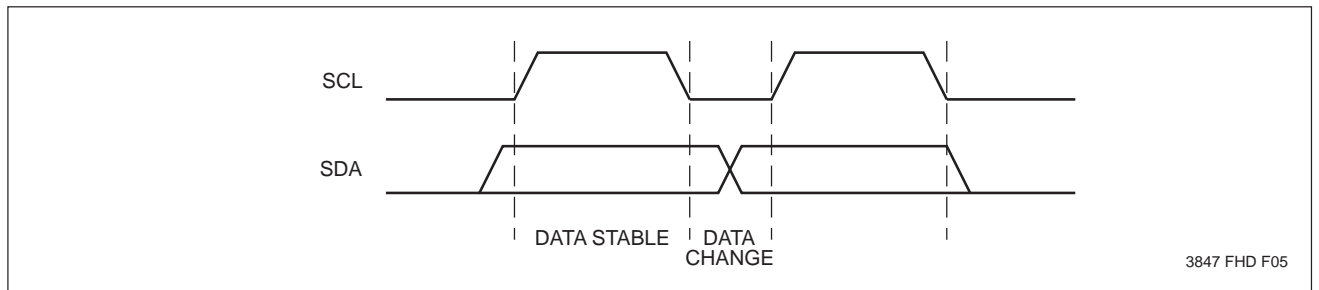 SCL
SDA
DATA STABLE
DATA
CHANGE
3847 FHD F05